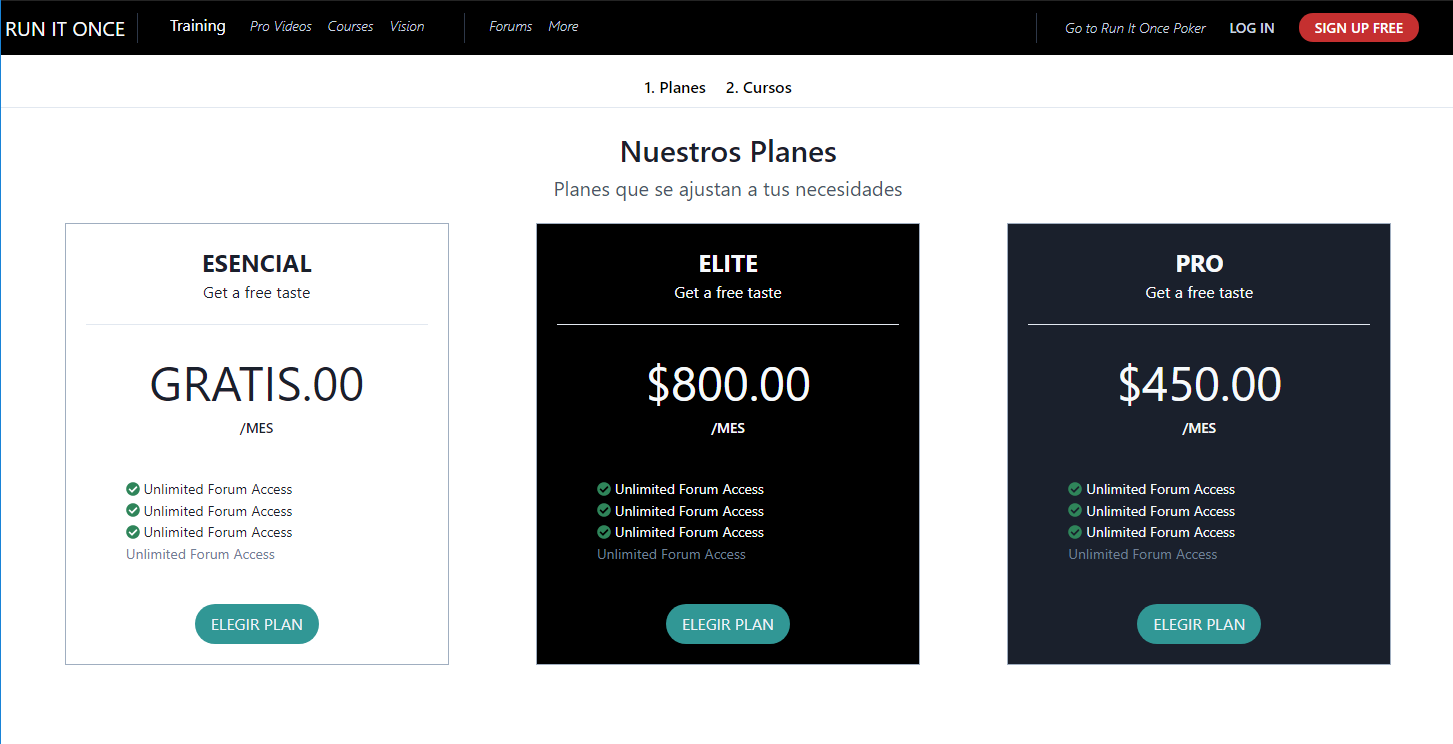 RUN IT ONCE Training Pro Videos Courses Vision Forums More Go to Run It Once Poker LOG IN SIGN UP FREE
1. Planes 2. Cursos
Nuestros Planes
Planes que se ajustan a tus necesidades
ESENCIAL
Get a free taste
GRATIS.00
/MES
Unlimited Forum Access
Unlimited Forum Access
Unlimited Forum Access
Unlimited Forum Access
ELEGIR PLAN
ELITE
Get a free taste
$800.00
/MES
Unlimited Forum Access
Unlimited Forum Access
Unlimited Forum Access
Unlimited Forum Access
ELEGIR PLAN
PRO
Get a free taste
$450.00
/MES
Unlimited Forum Access
Unlimited Forum Access
Unlimited Forum Access
Unlimited Forum Access
ELEGIR PLAN